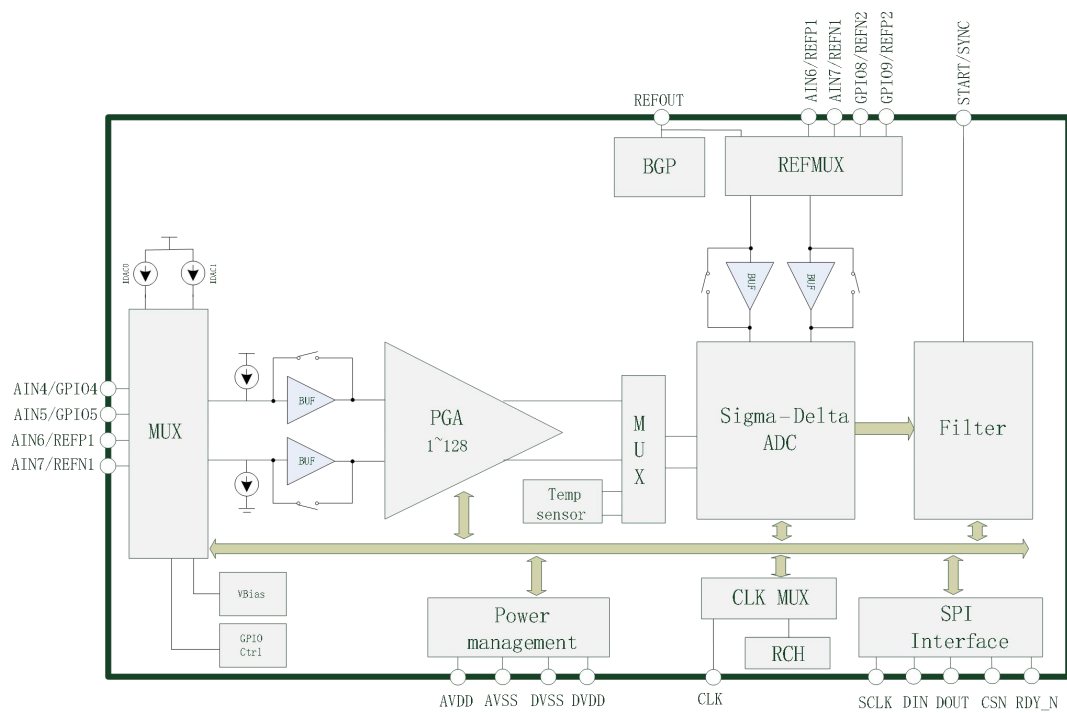 AIN6/REFP1
AIN7/REFN1
GPIO8/REFN2
GPIO9/REFP2
START/SYNC
REFOUT
BGP
REFMUX
IDAC0
IDAC1
BUF
BUF
AIN4/GPIO4
AIN5/GPIO5
AIN6/REFP1
AIN7/REFN1
MUX
BUF
BUF
PGA
1~128
M
U
X
Temp
sensor
Sigma-Delta
ADC
Filter
VBias
GPIO
Ctrl
Power
management
CLK MUX
RCH
SPI
Interface
AVDD
AVSS
DVSS
DVDD
CLK
SCLK
DIN
DOUT
CSN
RDY_N